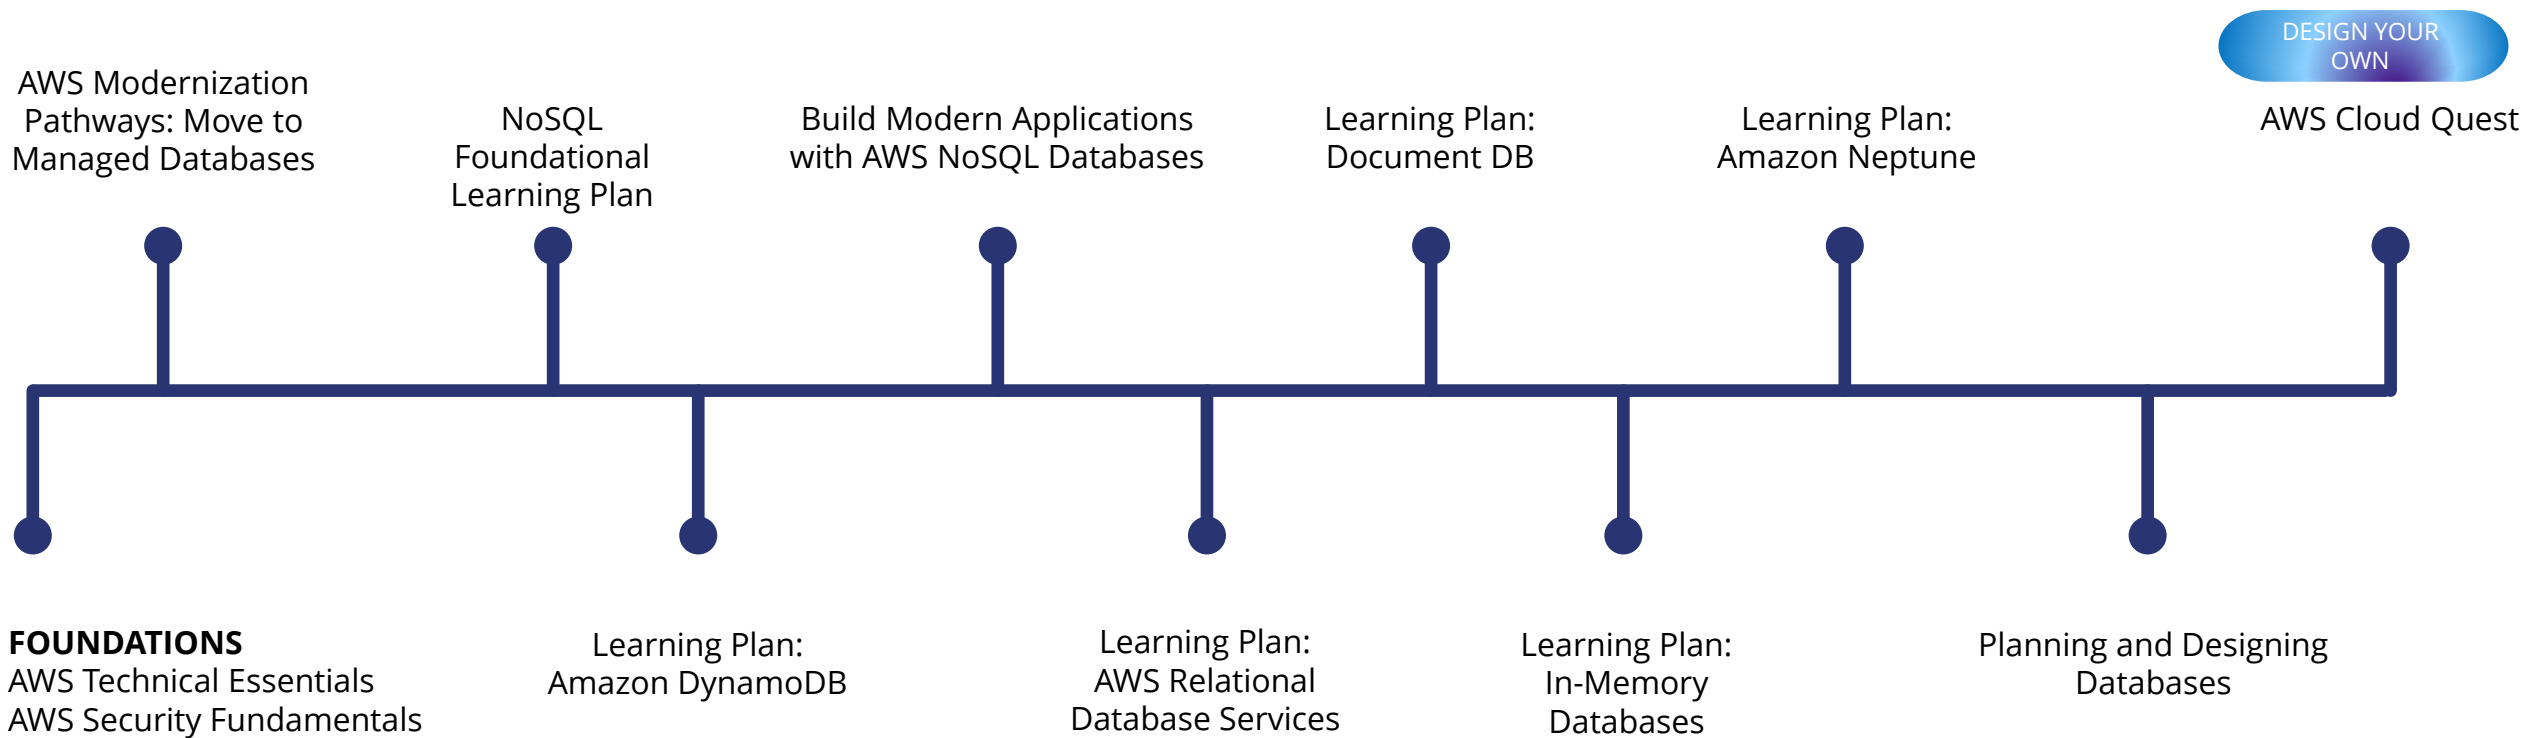 DESIGN YOUR
OWN
AWS Modernization
Pathways: Move to
Managed Databases
NoSQL
Foundational
Learning Plan
Build Modern Applications
with AWS NoSQL Databases
Learning Plan:
Document DB
Learning Plan:
Amazon Neptune
AWS Cloud Quest
FOUNDATIONS
AWS Technical Essentials
AWS Security Fundamentals
Learning Plan:
Amazon DynamoDB
Learning Plan:
AWS Relational
Database Services
Learning Plan:
In-Memory
Databases
Planning and Designing
Databases